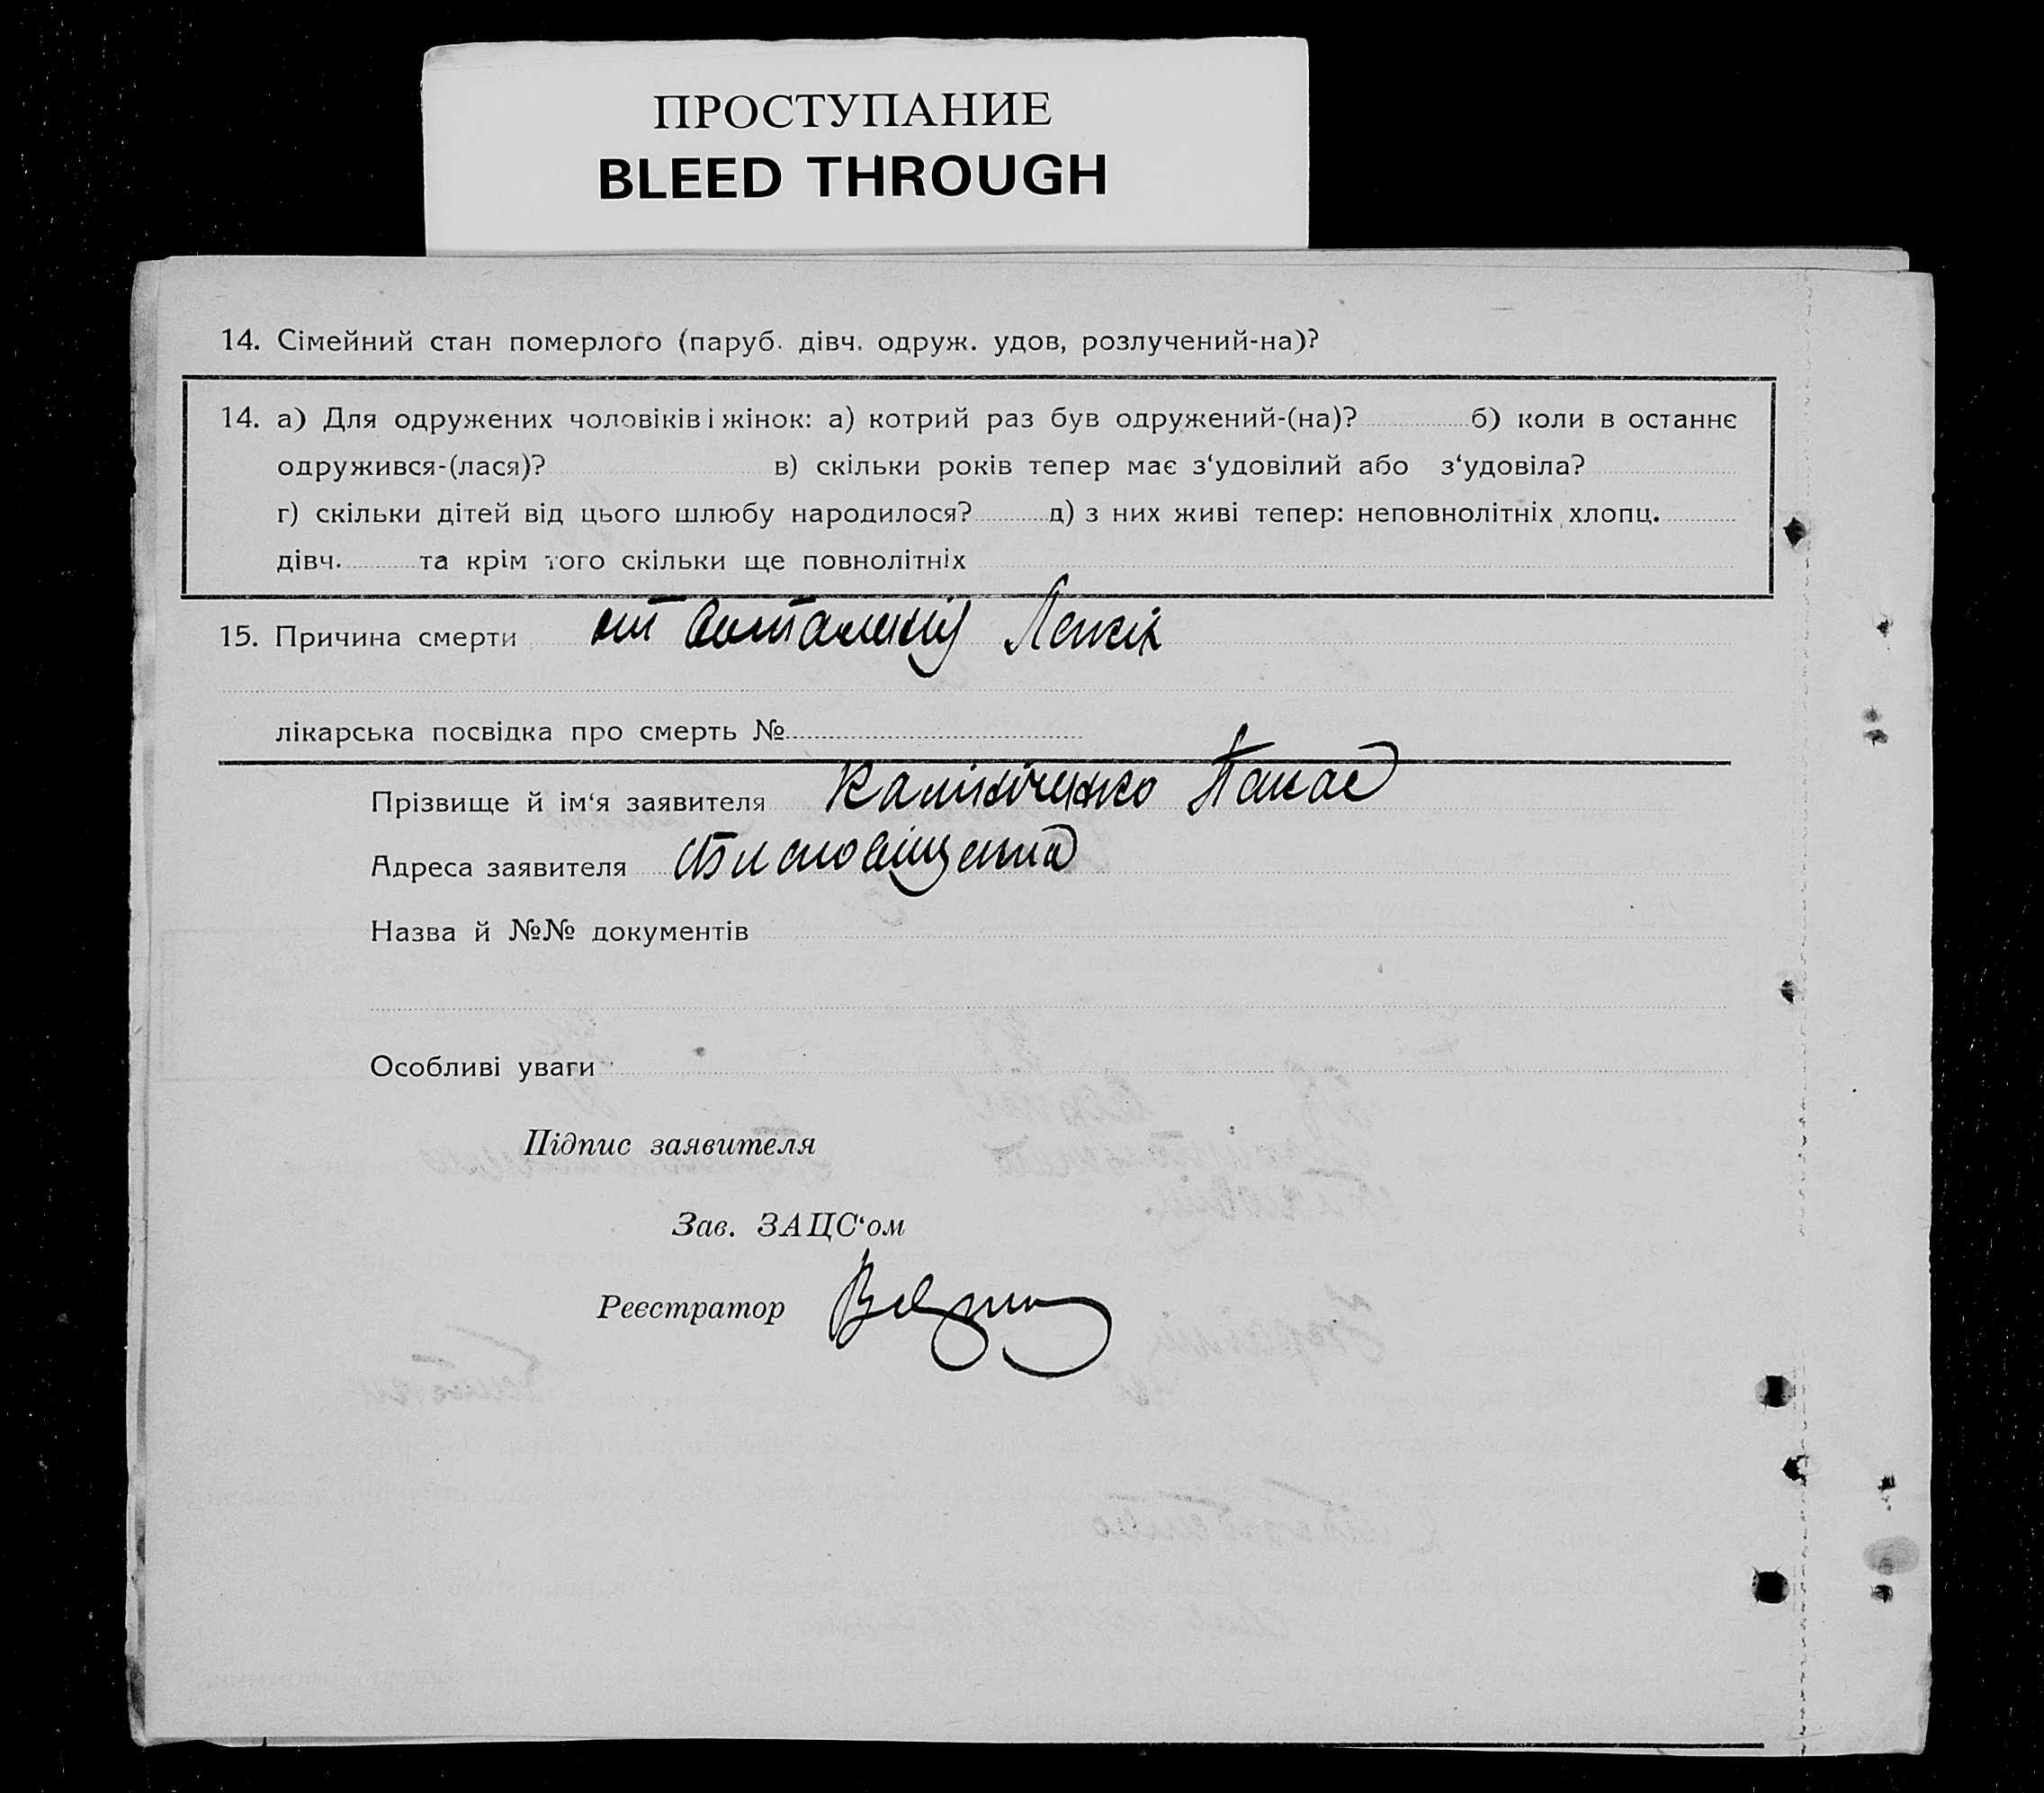 ПРОСТУПАНИЕ
BLEED THROUGH
14. Сімейний стан померлого (паруб. дівч. одруж. удов, розлучений-на)?
14. а) Для одружених чоловіків і жінок: а) котрий раз був одружений-(на)? б) коли в останнє
одружився-(лася)? в) скільки років тепер має з‘удовілий або з‘удовіла?
г) скільки дітей від цього шлюбу народилося? д) з них живі тепер: неповнолітніх хлопц.
дівч. та крім того скільки ще повнолітніх
15. Причина смерти от
лікарська посвідка про смерть №
Прізвище й ім‘я заявителя Калініченко Панас
Адреса заявителя
Назва й №№ документів
Особливі уваги
Підпис заявителя
Зав. ЗАЦС‘ом
Реєстратор